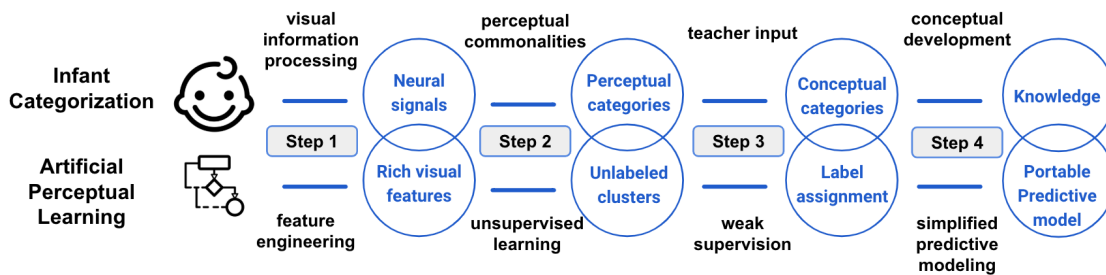 visual
information
processing
perceptual
commonalities
teacher input
conceptual
development
Infant
Categorization
Neural
signals
Perceptual
categories
Conceptual
categories
Knowledge
Step 1
Step 2
Step 3
Step 4
Artificial
Perceptual
Learning
Rich visual
features
Unlabeled
clusters
Label
assignment
Portable
Predictive
model
feature
engineering
unsupervised
learning
weak
supervision
simplified
predictive
modeling